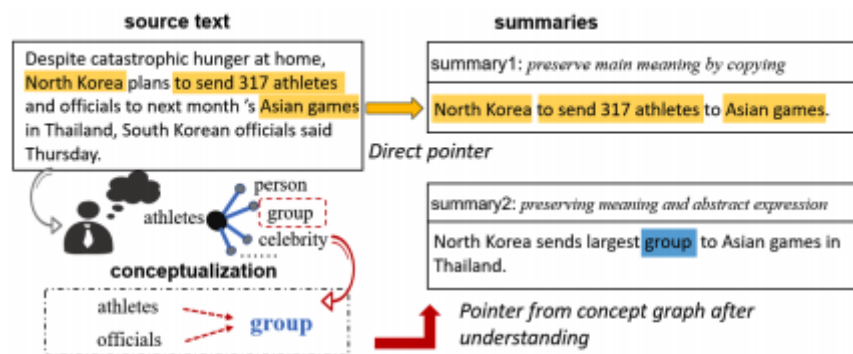 source text
Despite catastrophic hunger at home,
North Korea plans to send 317 athletes
and officials to next month 's Asian games
in Thailand, South Korean officials said
Thursday.
summaries
summary1: preserve main meaning by copying
North Korea to send 317 athletes to Asian games.
Direct pointer
athletes
person
group
celebrity
......
conceptualization
athletes
officials
group
summary2: preserving meaning and abstract expression
North Korea sends largest group to Asian games in
Thailand.
Pointer from concept graph after
understanding